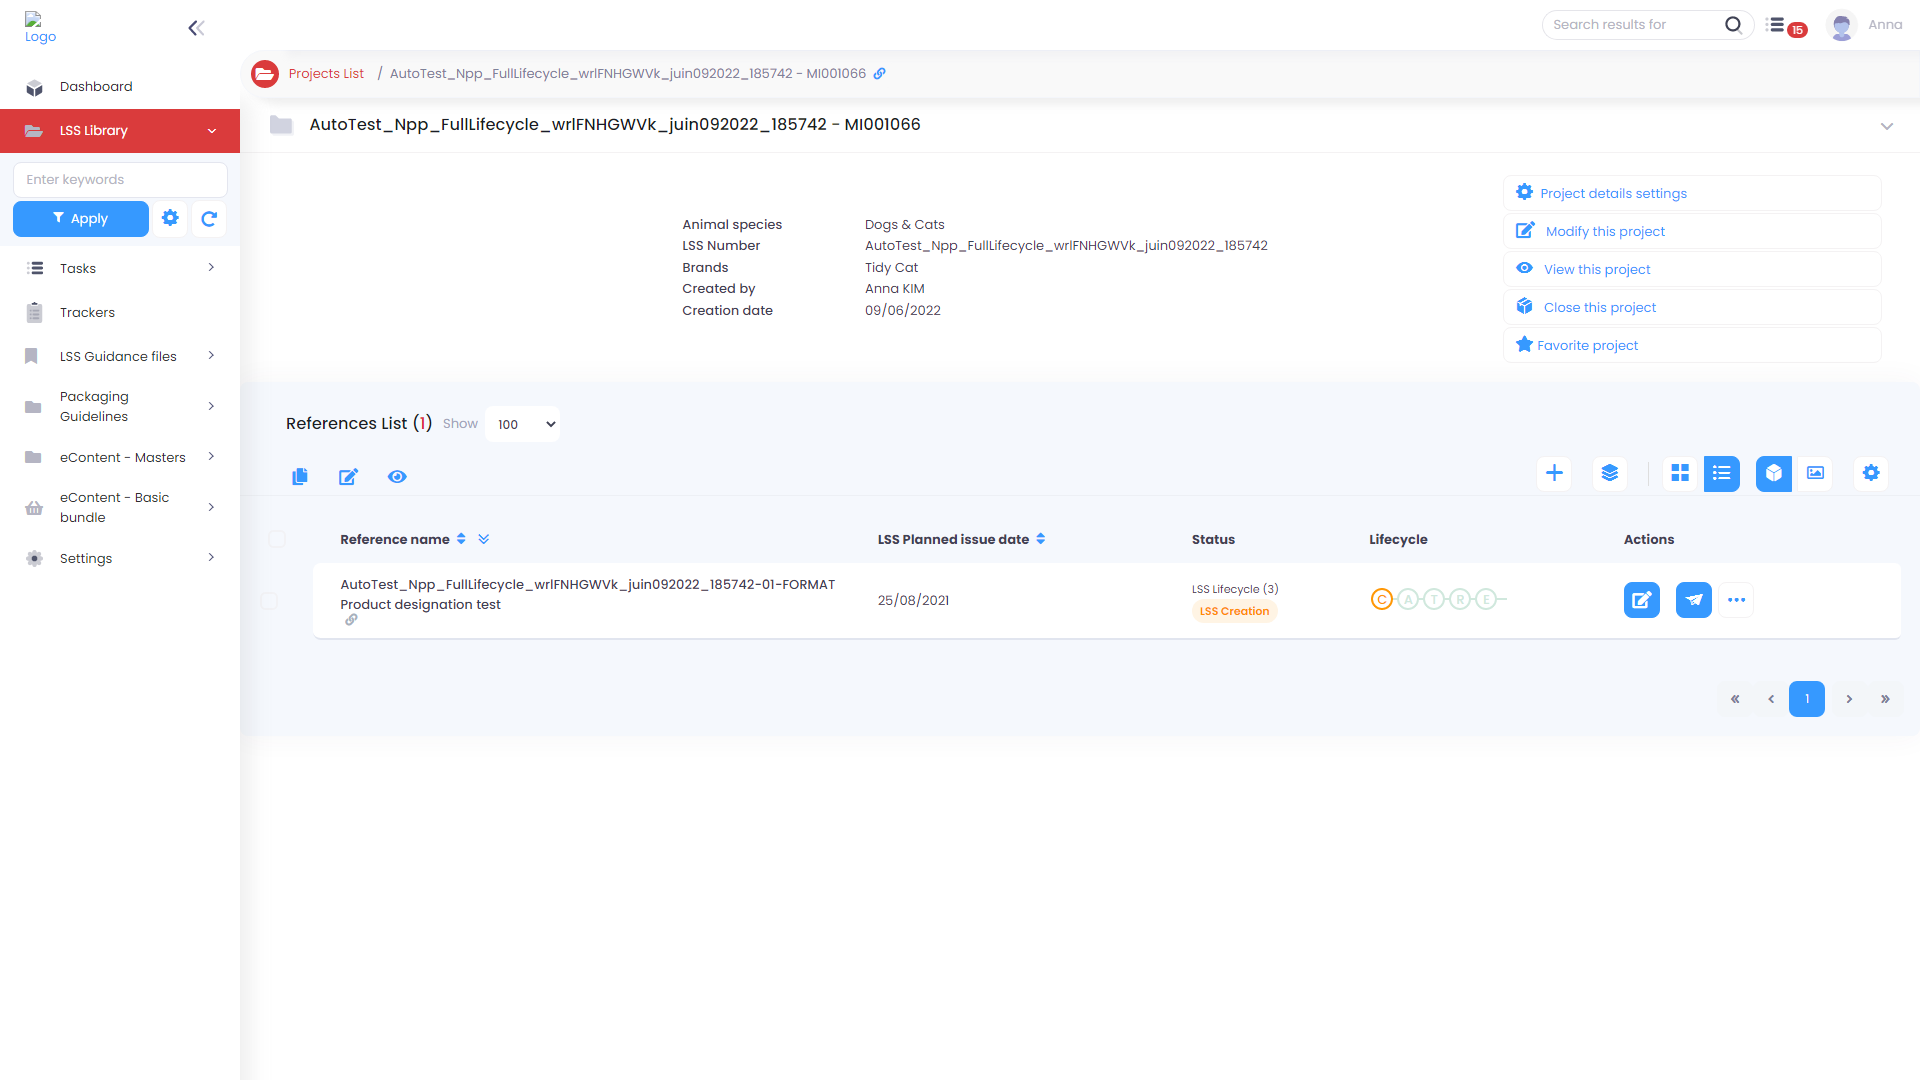 Logo
Search results for
15
Anna
Projects List / AutoTest_Npp_FullLifecycle_wrlFNHGWVk_juin092022_185742 - MI001066
Dashboard
LSS Library
Enter keywords
Apply
Tasks
Trackers
LSS Guidance files
Packaging
Guidelines
eContent - Masters
eContent - Basic
bundle
Settings
AutoTest_Npp_FullLifecycle_wrlFNHGWVk_juin092022_185742 - MI001066
Animal species Dogs & Cats
LSS Number AutoTest_Npp_FullLifecycle_wrlFNHGWVk_juin092022_185742
Brands Tidy Cat
Created by Anna KIM
Creation date 09/06/2022
Project details settings
Modify this project
View this project
Close this project
Favorite project
References List (1) Show 100
Reference name LSS Planned issue date Status Lifecycle Actions
AutoTest_Npp_FullLifecycle_wrlFNHGWVk_juin092022_185742-01-FORMAT
Product designation test
25/08/2021
LSS Lifecycle (3)
LSS Creation
C A T R E
« ‹ 1 › »